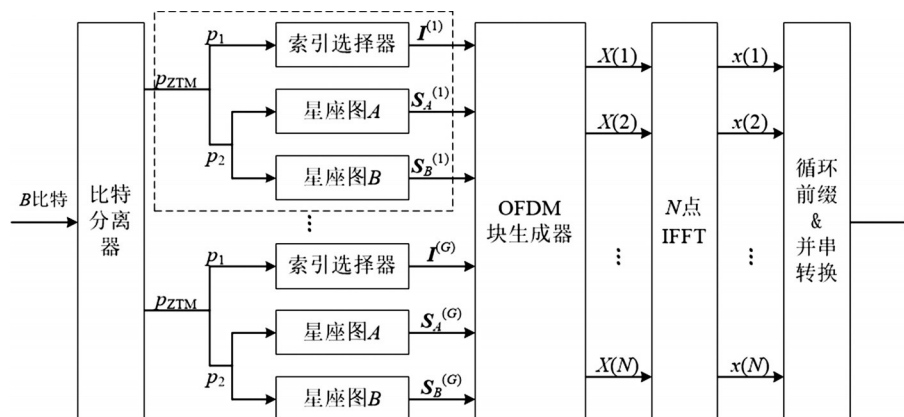 B比特
比特
分离
器
pZTM
p1
p2
索引选择器
I(1)
星座图A
SA(1)
星座图B
SB(1)
pZTM
p1
p2
索引选择器
I(G)
星座图A
SA(G)
星座图B
SB(G)
OFDM
块生成器
X(1)
X(2)
X(N)
N点
IFFT
x(1)
x(2)
x(N)
循环
前缀
&
并串
转换